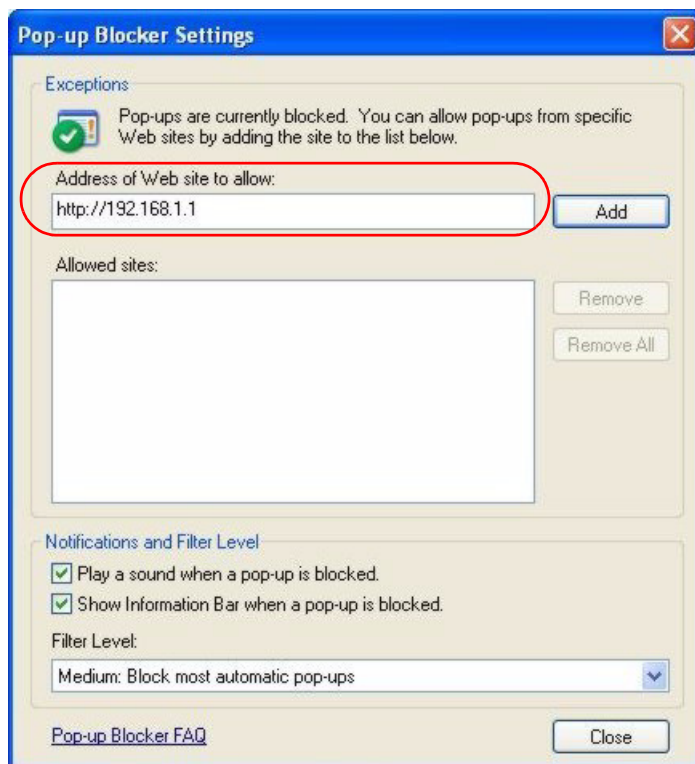 Pop-up Blocker Settings
Exceptions
Pop-ups are currently blocked. You can allow pop-ups from specific
Web sites by adding the site to the list below.
Address of Web site to allow:
http://192.168.1.1
Add
Allowed sites:
Remove
Remove All
Notifications and Filter Level
Play a sound when a pop-up is blocked.
Show Information Bar when a pop-up is blocked.
Filter Level:
Medium: Block most automatic pop-ups
Pop-up Blocker FAQ
Close